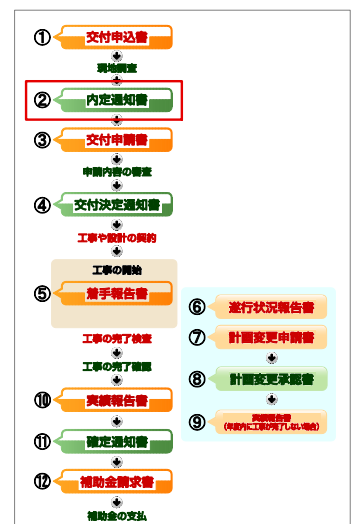 ① 交付申込書
現地調査
② 内定通知書
③ 交付申請書
申請内容の審査
④ 交付決定通知書
工事や設計の契約
工事の開始
⑤ 着手報告書
工事の完了検査
工事の完了確認
⑩ 実績報告書
⑪ 確定通知書
⑫ 補助金請求書
補助金の支払
⑥ 遂行状況報告書
⑦ 計画変更申請書
⑧ 計画変更承認書
⑨ 実績報告書
(年度内に工事が完了しない場合)